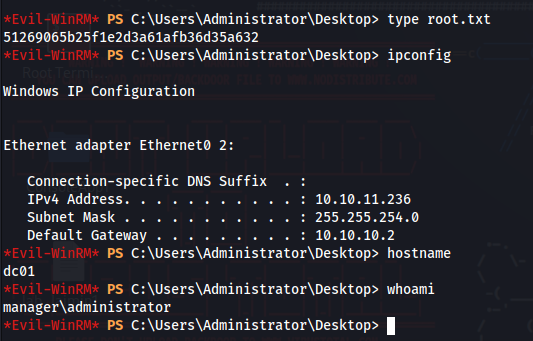 *Evil-WinRM* PS C:\Users\Administrator\Desktop> type root.txt
51269065b25f1e2d3a61afb36d35a632
*Evil-WinRM* PS C:\Users\Administrator\Desktop> ipconfig
Windows IP Configuration
Ethernet adapter Ethernet0 2:
Connection-specific DNS Suffix  . :
IPv4 Address. . . . . . . . . . . : 10.10.11.236
Subnet Mask . . . . . . . . . . . : 255.255.254.0
Default Gateway . . . . . . . . . : 10.10.10.2
*Evil-WinRM* PS C:\Users\Administrator\Desktop> hostname
dc01
*Evil-WinRM* PS C:\Users\Administrator\Desktop> whoami
manager\administrator
*Evil-WinRM* PS C:\Users\Administrator\Desktop>